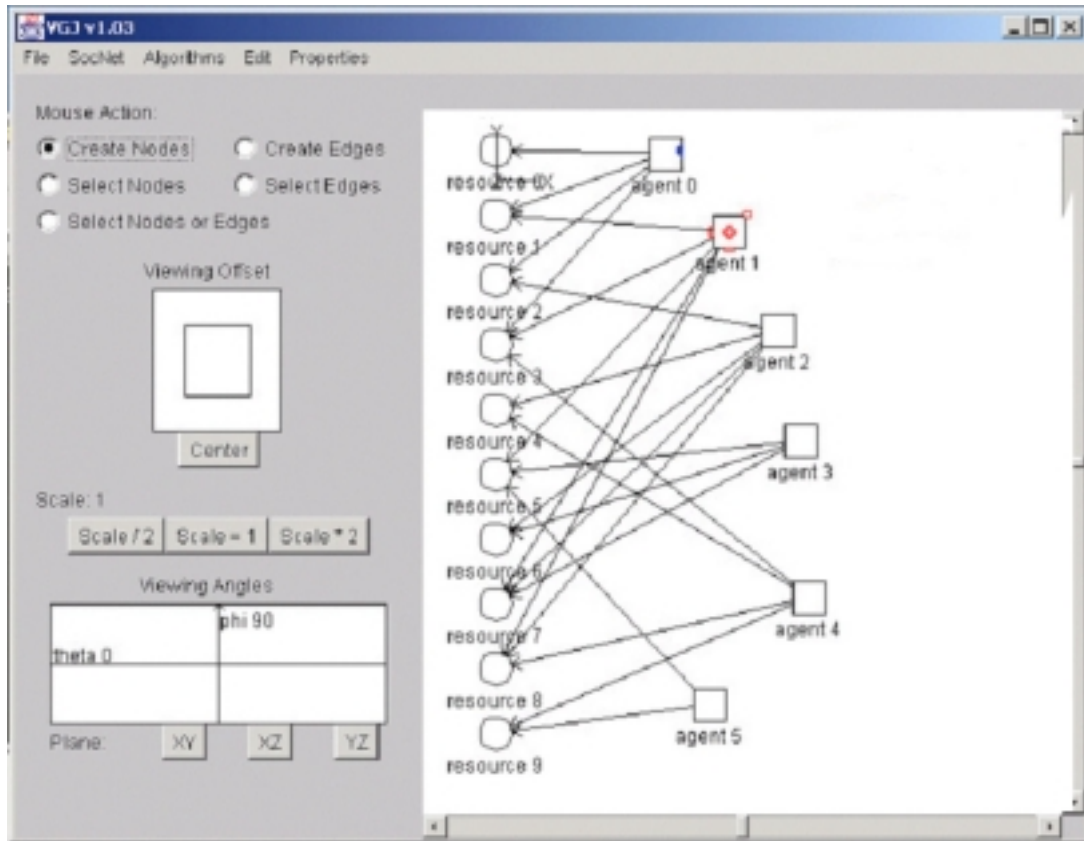 VGJ v1.03
File SocNet Algorithms Edit Properties
Mouse Action:
Create Nodes Create Edges
Select Nodes Select Edges
Select Nodes or Edges
Viewing Offset
Center
Scale: 1
Scale / 2 Scale = 1 Scale * 2
Viewing Angles
phi 90
theta 0
Plane: XY XZ YZ
Y
resource 0 X
agent 0
resource 1
agent 1
resource 2
agent 2
resource 3
resource 4
agent 3
resource 5
resource 6
resource 7
agent 4
resource 8
agent 5
resource 9